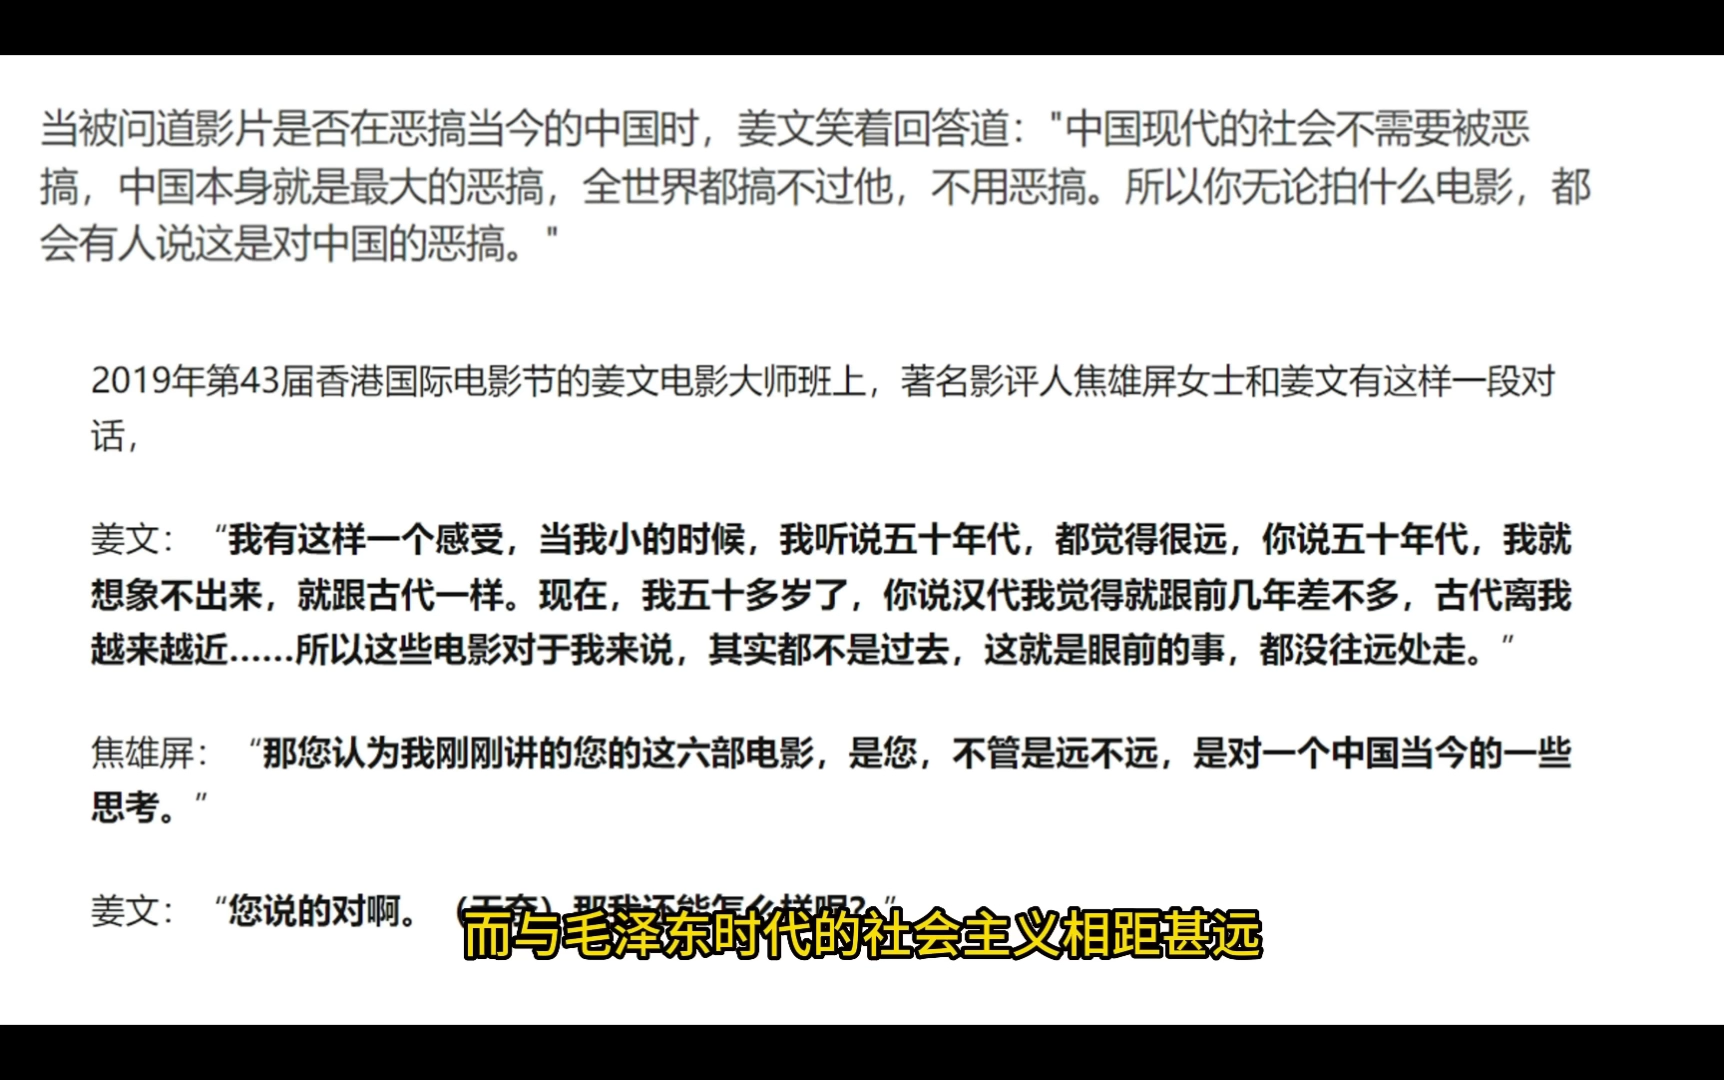 当被问道影片是否在恶搞当今的中国时，姜文笑着回答道："中国现代的社会不需要被恶
搞，中国本身就是最大的恶搞，全世界都搞不过他，不用恶搞。所以你无论拍什么电影，都
会有人说这是对中国的恶搞。"
2019年第43届香港国际电影节的姜文电影大师班上，著名影评人焦雄屏女士和姜文有这样一段对
话，
姜文：“我有这样一个感受，当我小的时候，我听说五十年代，都觉得很远，你说五十年代，我就
想象不出来，就跟古代一样。现在，我五十多岁了，你说汉代我觉得就跟前几年差不多，古代离我
越来越近……所以这些电影对于我来说，其实都不是过去，这就是眼前的事，都没往远处走。”
焦雄屏：“那您认为我刚刚讲的您的这六部电影，是您，不管是远不远，是对一个中国当今的一些
思考。”
姜文：“您说的对啊。（无奈）那我还能怎么样呢？”
而与毛泽东时代的社会主义相距甚远